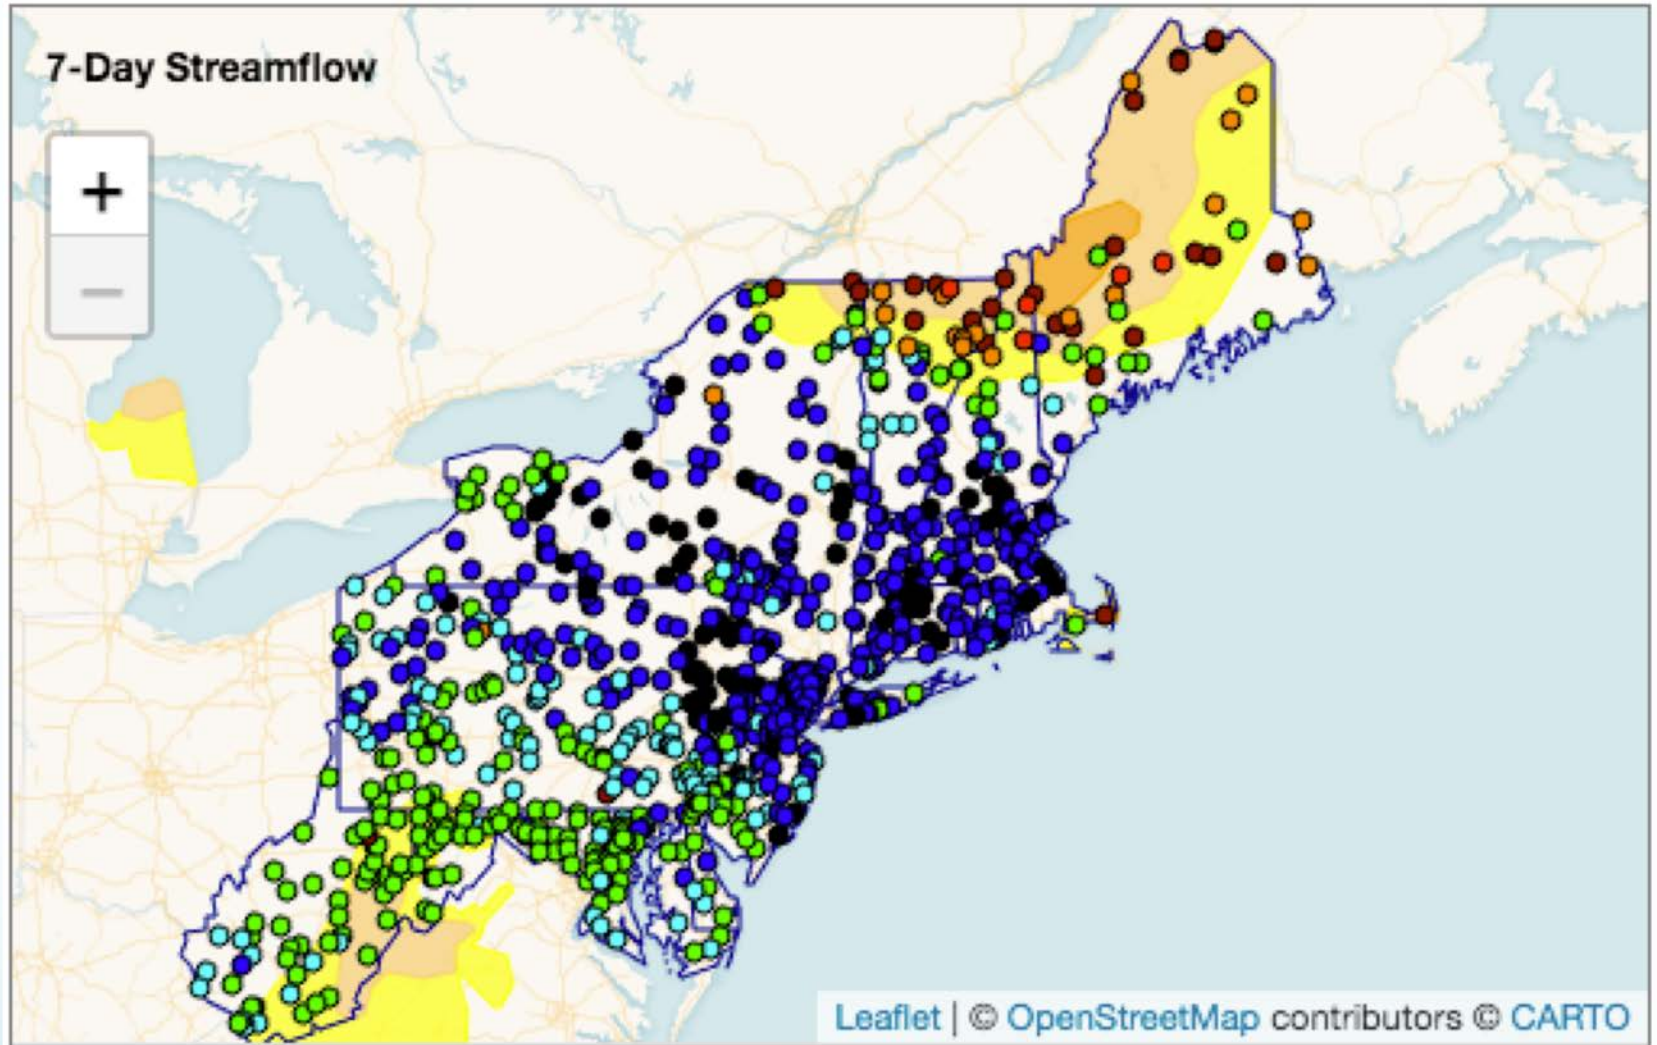 7-Day Streamflow
+
−
Leaflet | © OpenStreetMap contributors © CARTO